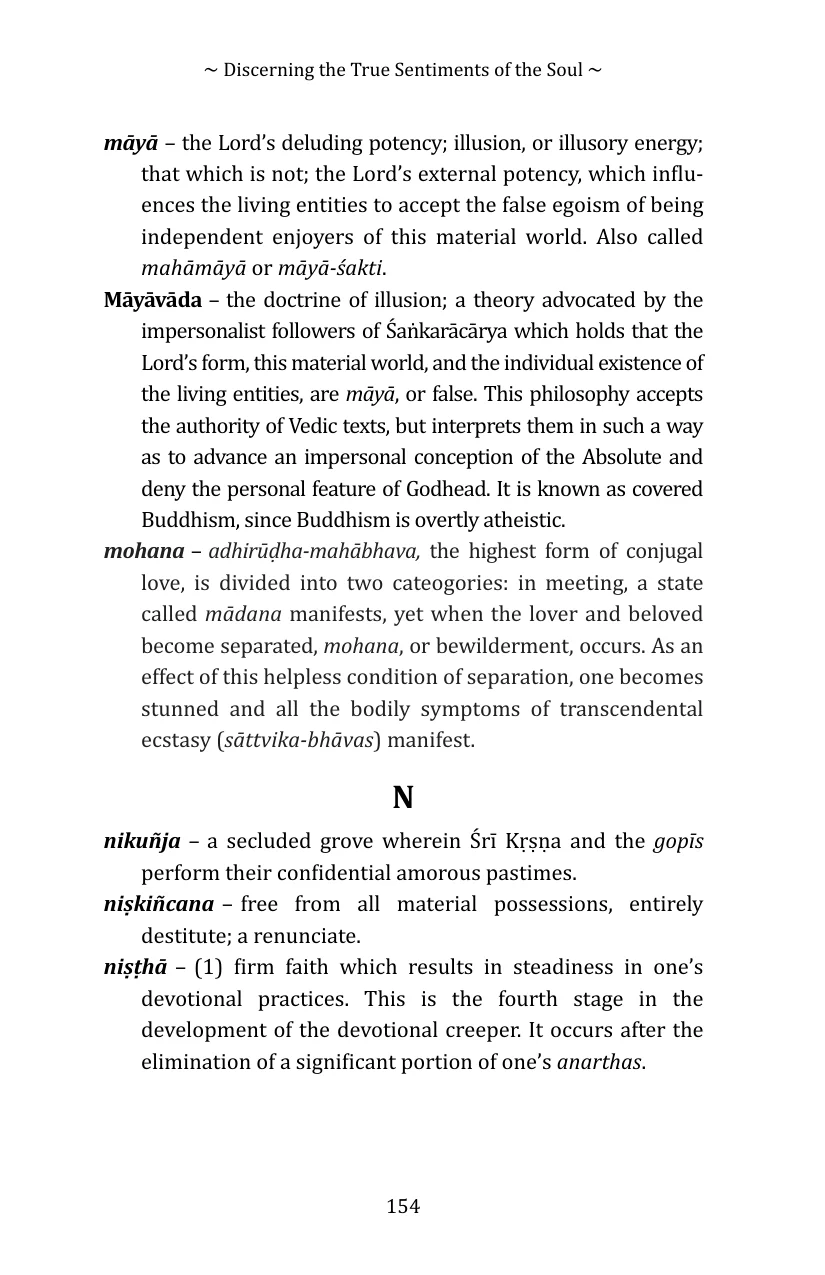 ~ Discerning the True Sentiments of the Soul ~
māyā – the Lord’s deluding potency; illusion, or illusory energy;
that which is not; the Lord’s external potency, which influ-
ences the living entities to accept the false egoism of being
independent enjoyers of this material world. Also called
mahāmāyā or māyā-śakti.
Māyāvāda – the doctrine of illusion; a theory advocated by the
impersonalist followers of Śaṅkarācārya which holds that the
Lord’s form, this material world, and the individual existence of
the living entities, are māyā, or false. This philosophy accepts
the authority of Vedic texts, but interprets them in such a way
as to advance an impersonal conception of the Absolute and
deny the personal feature of Godhead. It is known as covered
Buddhism, since Buddhism is overtly atheistic.
mohana – adhirūḍha-mahābhava, the highest form of conjugal
love, is divided into two cateogories: in meeting, a state
called mādana manifests, yet when the lover and beloved
become separated, mohana, or bewilderment, occurs. As an
effect of this helpless condition of separation, one becomes
stunned and all the bodily symptoms of transcendental
ecstasy (sāttvika-bhāvas) manifest.
N
nikuñja – a secluded grove wherein Śrī Kṛṣṇa and the gopīs
perform their confidential amorous pastimes.
niṣkiñcana – free from all material possessions, entirely
destitute; a renunciate.
niṣṭhā – (1) firm faith which results in steadiness in one’s
devotional practices. This is the fourth stage in the
development of the devotional creeper. It occurs after the
elimination of a significant portion of one’s anarthas.
154